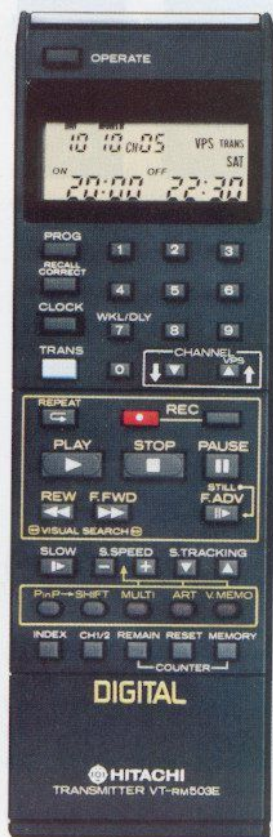 OPERATE
DAY MONTH
10 10 CH 05 VPS TRANS
SAT
ON 20:00 OFF 22:30
PROG 1 2 3
RECALL
CORRECT 4 5 6
CLOCK WKL/DLY
7 8 9
TRANS 0 CHANNEL
VPS
REPEAT REC
PLAY STOP PAUSE
STILL
REW F.FWD F.ADV
VISUAL SEARCH
SLOW S.SPEED S.TRACKING
- +
PinP SHIFT MULTI ART V.MEMO
INDEX CH1/2 REMAIN RESET MEMORY
COUNTER
DIGITAL
HITACHI
TRANSMITTER VT-RM503E